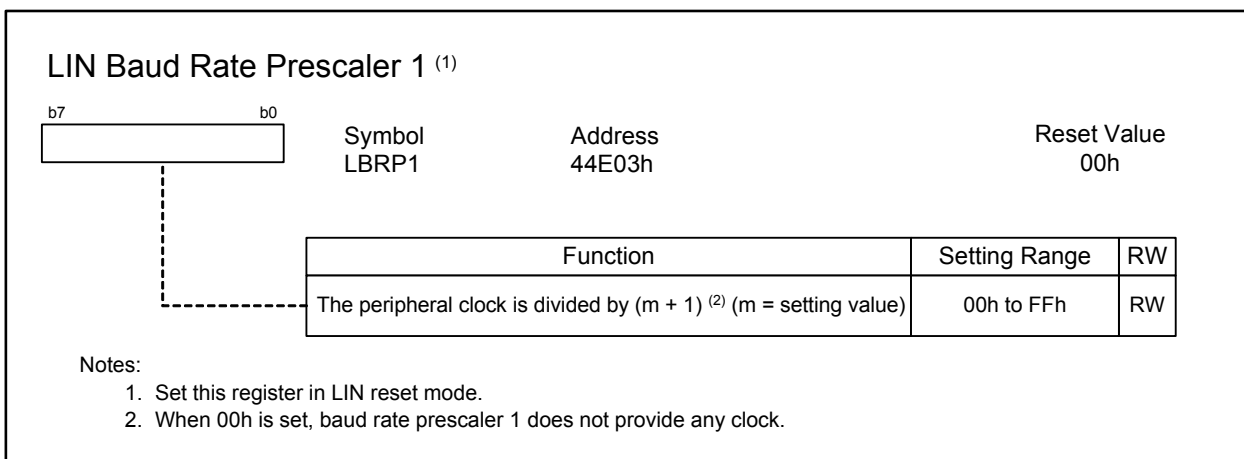 LIN Baud Rate Prescaler 1 (1)
b7 b0
Symbol Address Reset Value
LBRP1 44E03h 00h
Function Setting Range RW
The peripheral clock is divided by (m + 1) (2) (m = setting value) 00h to FFh RW
Notes:
1. Set this register in LIN reset mode.
2. When 00h is set, baud rate prescaler 1 does not provide any clock.